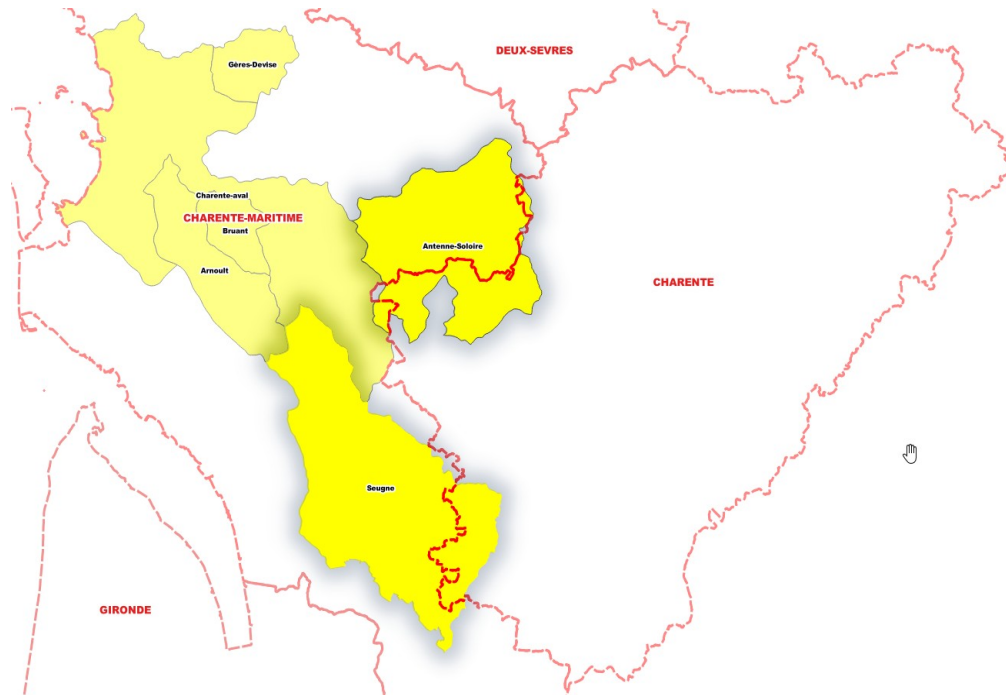 DEUX-SEVRES
Gères-Devise
Charente-aval
CHARENTE-MARITIME
Bruant
Antenne-Soloire
Arnoult
CHARENTE
Seugne
GIRONDE